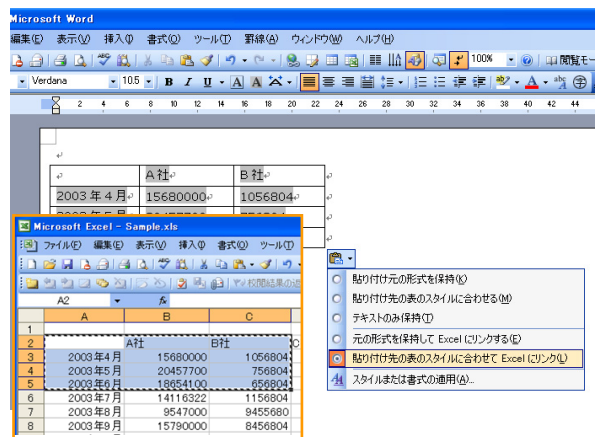 Microsoft Word
編集(E) 表示(V) 挿入(I) 書式(O) ツール(T) 罫線(A) ウィンドウ(W) ヘルプ(H)
100% 閲覧モー
Verdana 10.5 B I U A A A abc
2 4 6 8 10 12 14 16 18 20 22 24 26 28 30 32 34 36 38 40 42 44
A社 B社
2003年4月 15680000 1056804
Microsoft Excel - Sample.xls
ファイル(F) 編集(E) 表示(V) 挿入(I) 書式(O) ツール(T)
校閲結果の返
A2 fx
A B C
1
2 A社 B社 C
3 2003年4月 15680000 1056804
4 2003年5月 20457700 756804
5 2003年6月 18654100 656804
6 2003年7月 14116322 1156804
7 2003年8月 9547000 9455680
8 2003年9月 15790000 8456804
貼り付け元の形式を保持(K)
貼り付け先の表のスタイルに合わせる(M)
テキストのみ保持(T)
元の形式を保持して Excel にリンクする(E)
貼り付け先の表のスタイルに合わせて Excel にリンク(L)
スタイルまたは書式の適用(A)...